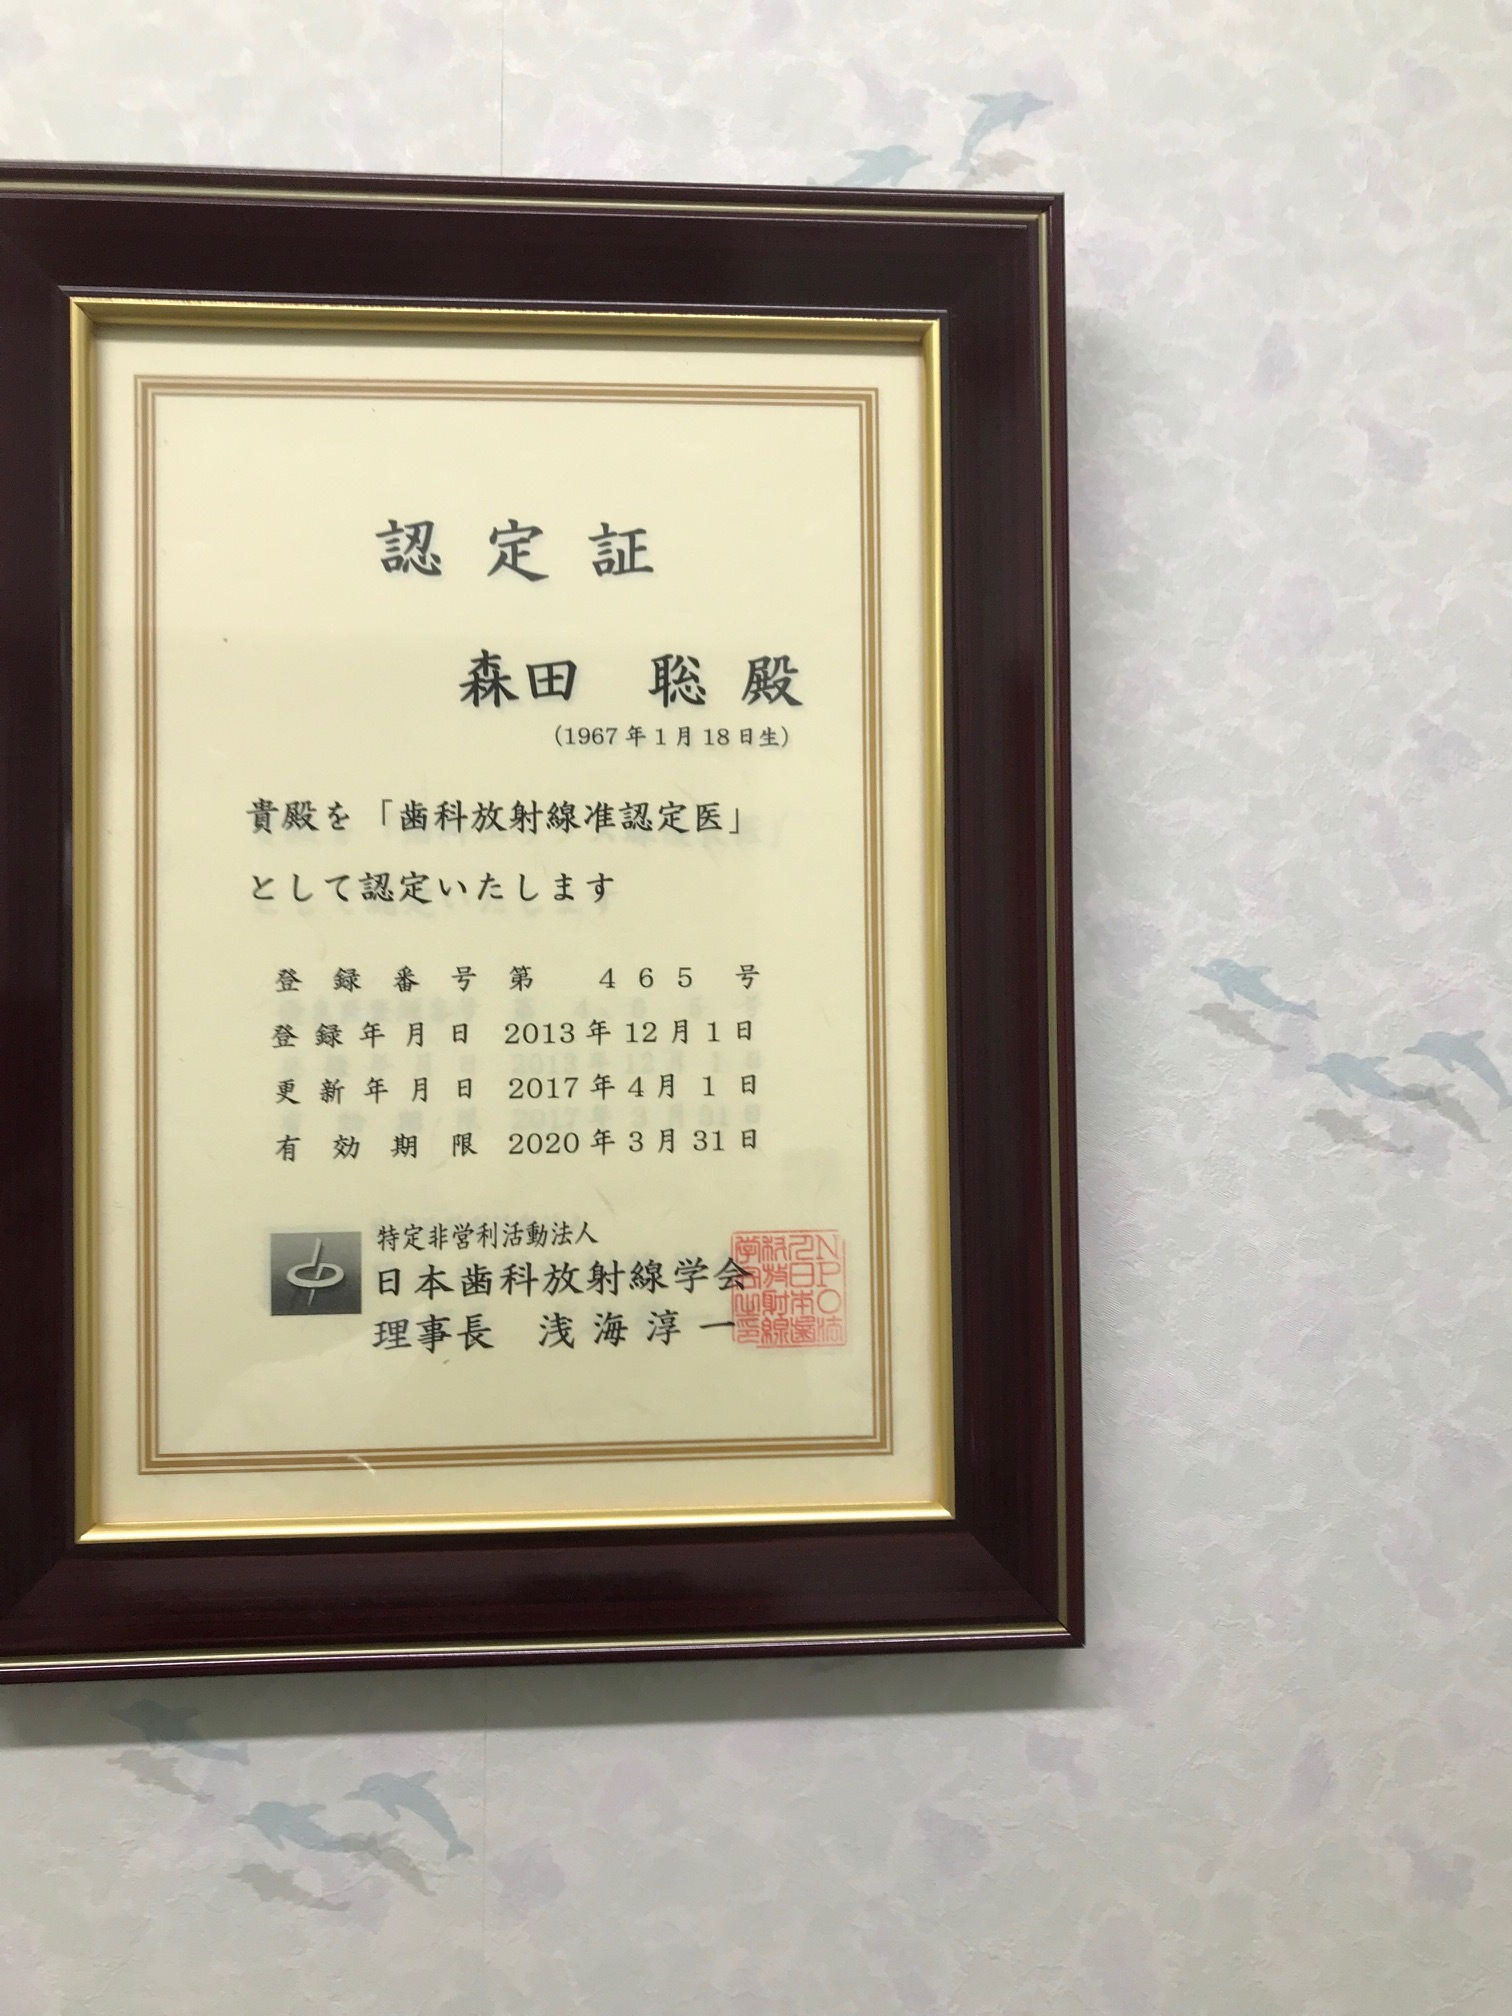 認定証
森田 聡 殿
(1967年1月18日生)
貴殿を「歯科放射線准認定医」
として認定いたします
登録番号 第 465 号
登録年月日 2013年12月1日
更新年月日 2017年4月1日
有効期限 2020年3月31日
特定非営利活動法人
日本歯科放射線学会
理事長 浅海淳一